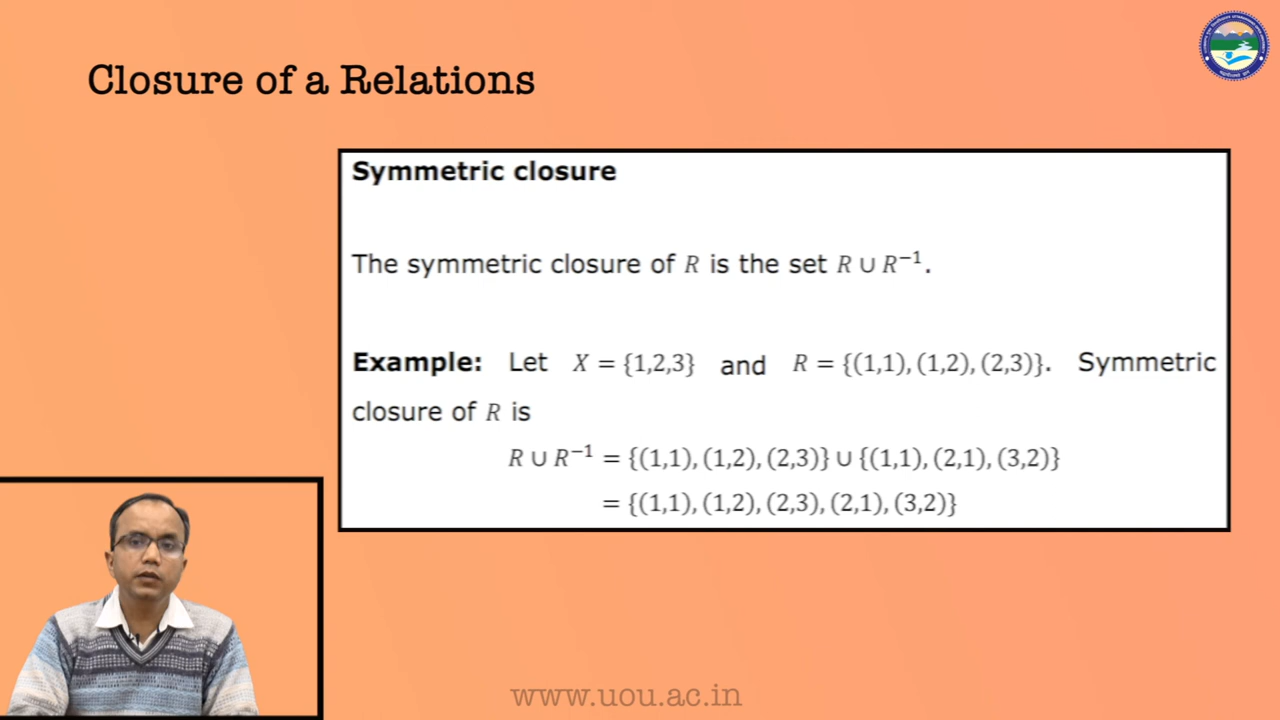 Closure of a Relations
Symmetric closure
The symmetric closure of R is the set R ∪ R⁻¹.
Example: Let X = {1,2,3} and R = {(1,1), (1,2), (2,3)}. Symmetric
closure of R is
R ∪ R⁻¹ = {(1,1), (1,2), (2,3)} ∪ {(1,1), (2,1), (3,2)}
= {(1,1), (1,2), (2,3), (2,1), (3,2)}
www.uou.ac.in